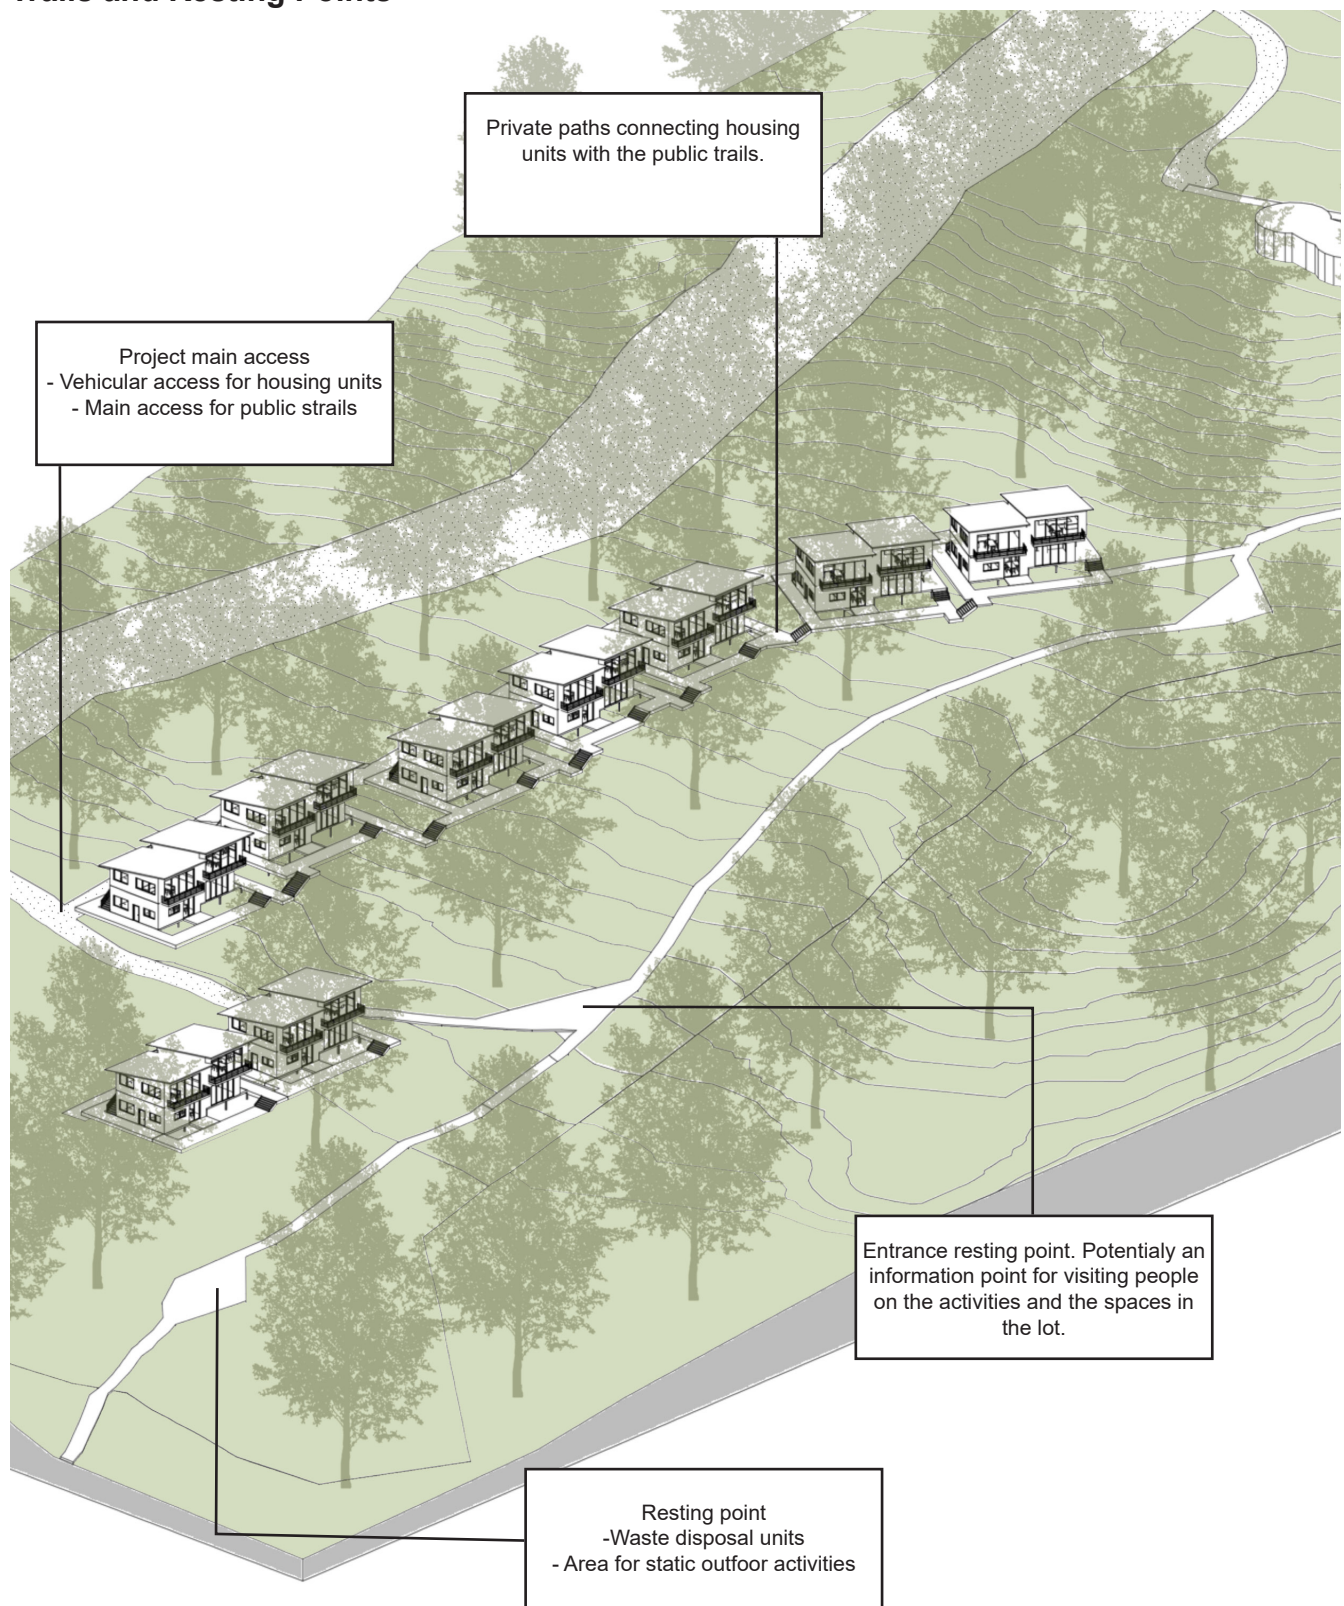 Trails and Resting Points
Private paths connecting housing
units with the public trails.
Project main access
- Vehicular access for housing units
- Main access for public strails
Entrance resting point. Potentialy an
information point for visiting people
on the activities and the spaces in
the lot.
Resting point
-Waste disposal units
- Area for static outfoor activities